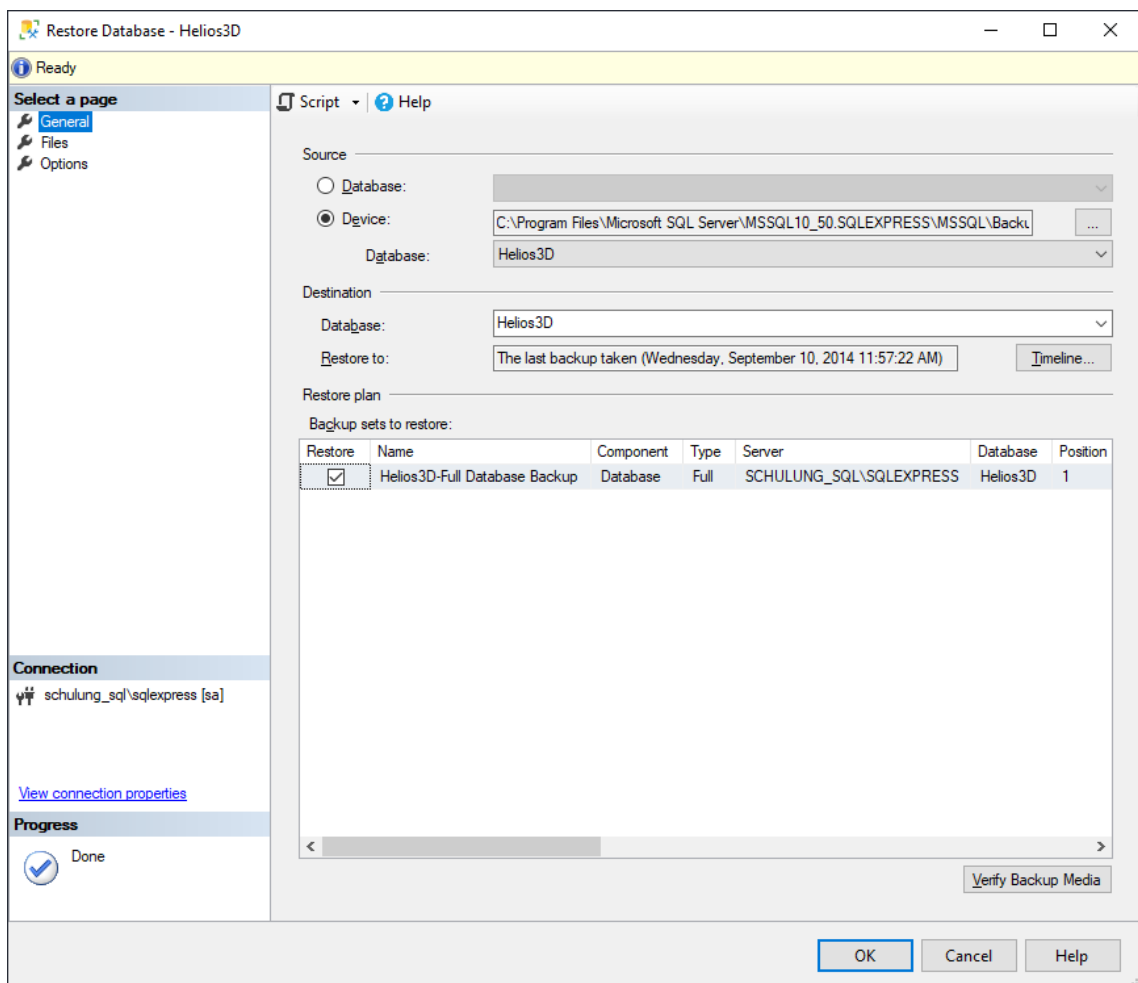 Restore Database - Helios3D
Ready
Select a page
General
Files
Options
Script
Help
Source
Database:
Device:
C:\Program Files\Microsoft SQL Server\MSSQL10_50.SQLEXPRESS\MSSQL\Backu
...
Database:
Helios3D
Destination
Database:
Helios3D
Restore to:
The last backup taken (Wednesday, September 10, 2014 11:57:22 AM)
Timeline...
Restore plan
Backup sets to restore:
Restore Name Component Type Server Database Position
Helios3D-Full Database Backup Database Full SCHULUNG_SQL\SQLEXPRESS Helios3D 1
Connection
schulung_sql\sqlexpress [sa]
View connection properties
Progress
Done
Verify Backup Media
OK Cancel Help